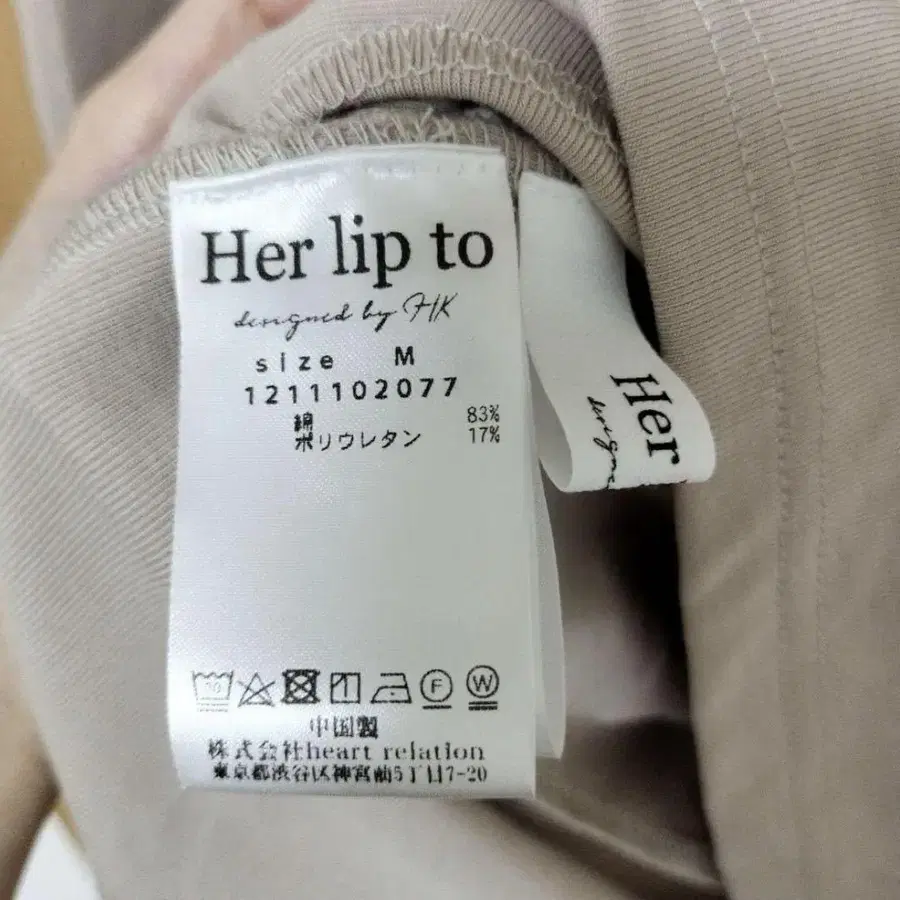 Her lip to
designed by HK
size M
1211102077
綿 83%
ポリウレタン 17%
30
F
W
中国製
株式会社heart relation
東京都渋谷区神宮前5丁目7-20
Her
designe